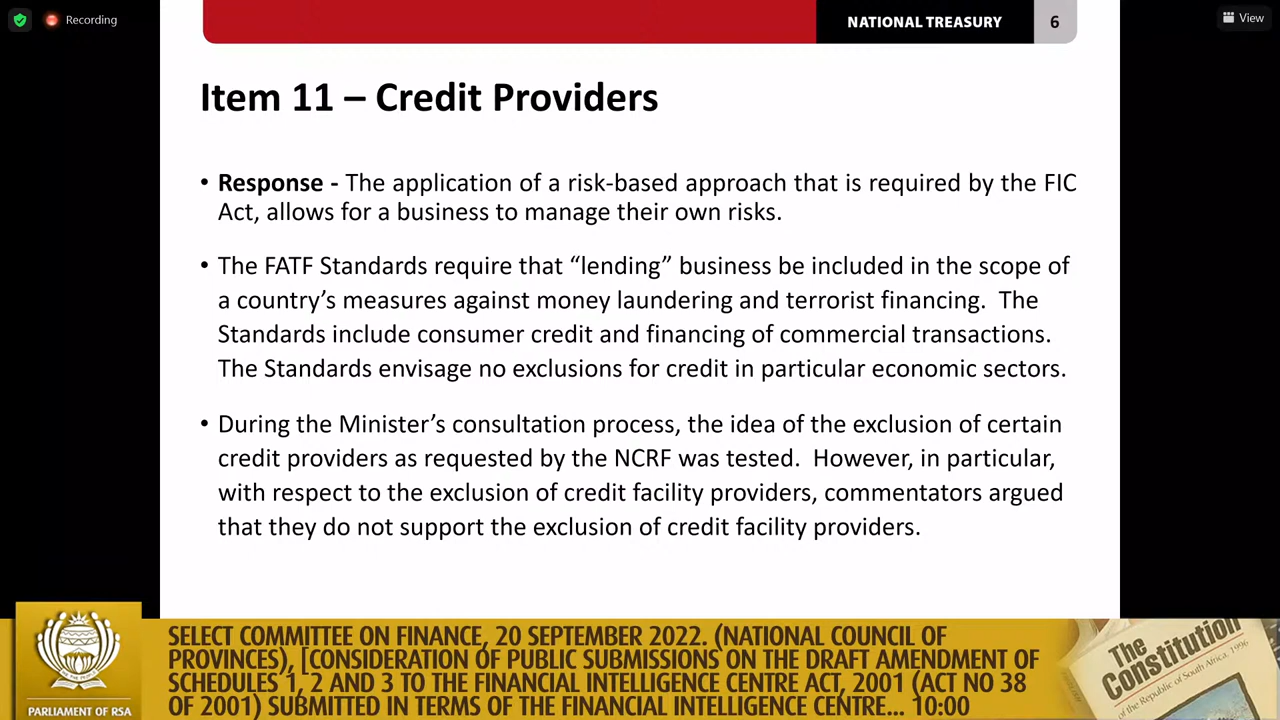 Recording
NATIONAL TREASURY 6
View
Item 11 – Credit Providers
• Response - The application of a risk-based approach that is required by the FIC
Act, allows for a business to manage their own risks.
• The FATF Standards require that “lending” business be included in the scope of
a country’s measures against money laundering and terrorist financing. The
Standards include consumer credit and financing of commercial transactions.
The Standards envisage no exclusions for credit in particular economic sectors.
• During the Minister’s consultation process, the idea of the exclusion of certain
credit providers as requested by the NCRF was tested. However, in particular,
with respect to the exclusion of credit facility providers, commentators argued
that they do not support the exclusion of credit facility providers.
SELECT COMMITTEE ON FINANCE, 20 SEPTEMBER 2022. (NATIONAL COUNCIL OF
PROVINCES), [CONSIDERATION OF PUBLIC SUBMISSIONS ON THE DRAFT AMENDMENT OF
SCHEDULES 1, 2 AND 3 TO THE FINANCIAL INTELLIGENCE CENTRE ACT, 2001 (ACT NO 38
OF 2001) SUBMITTED IN TERMS OF THE FINANCIAL INTELLIGENCE CENTRE... 10:00
PARLIAMENT OF RSA
The
Constitution
of the Republic of South Africa, 1996